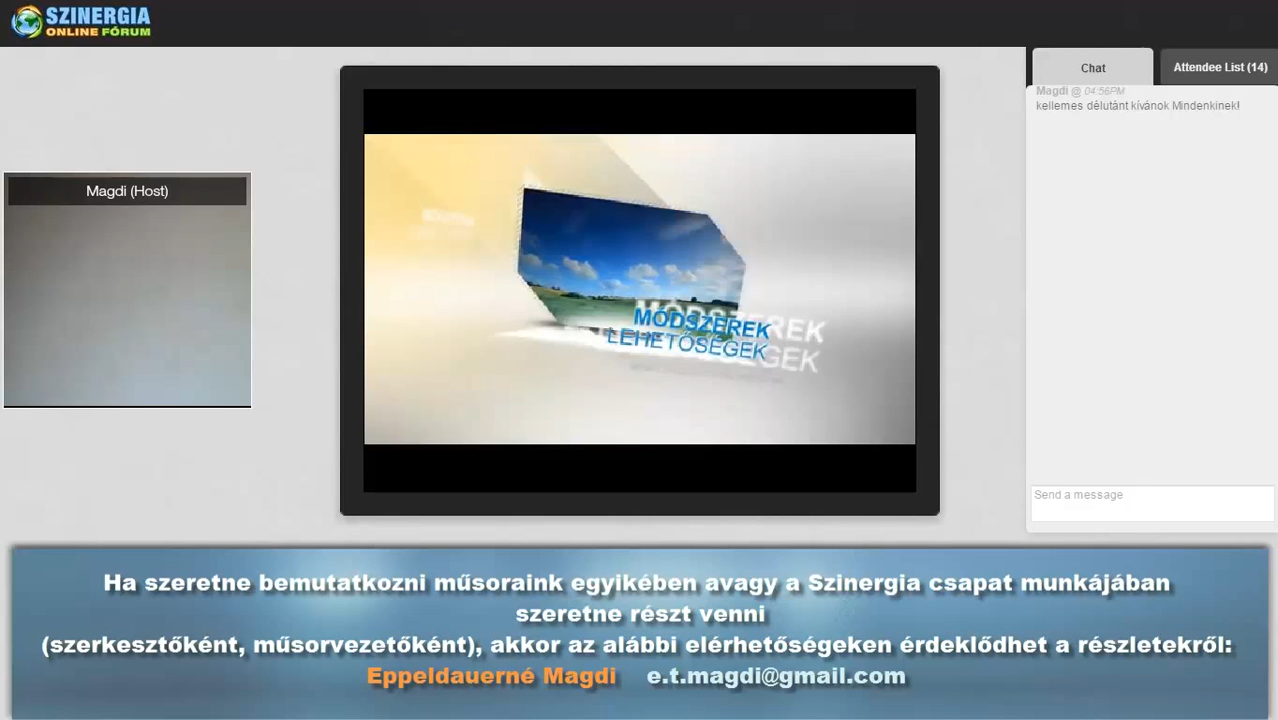 SZINERGIA
ONLINE FÓRUM
Chat
Attendee List (14)
Magdi @ 04:56PM
kellemes délutánt kívánok Mindenkinek!
Magdi (Host)
MÓDSZEREK
LEHETŐSÉGEK
Send a message
Ha szeretne bemutatkozni műsoraink egyikében avagy a Szinergia csapat munkájában
szeretne részt venni
(szerkesztőként, műsorvezetőként), akkor az alábbi elérhetőségeken érdeklődhet a részletekről:
Eppeldauerné Magdi e.t.magdi@gmail.com